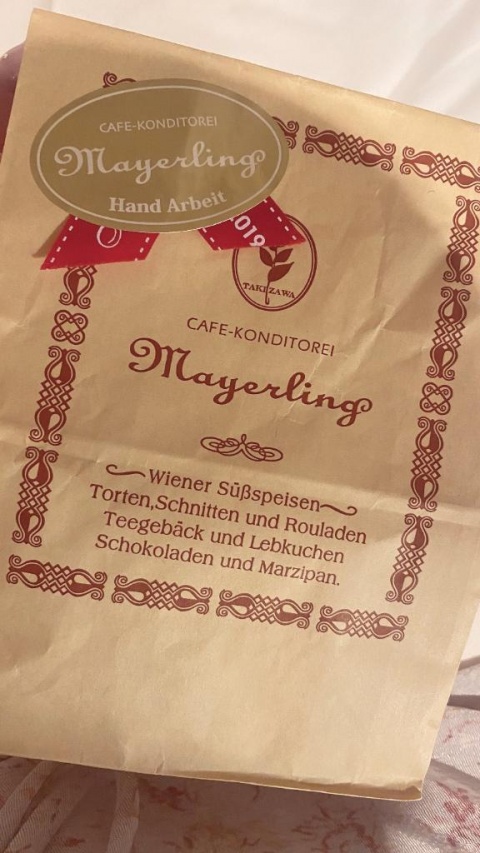 CAFE-KONDITOREI
Mayerling
Hand Arbeit
2019
TAKIZAWA
CAFE-KONDITOREI
Mayerling
Wiener Süßspeisen
Torten,Schnitten und Rouladen
Teegebäck und Lebkuchen
Schokoladen und Marzipan.